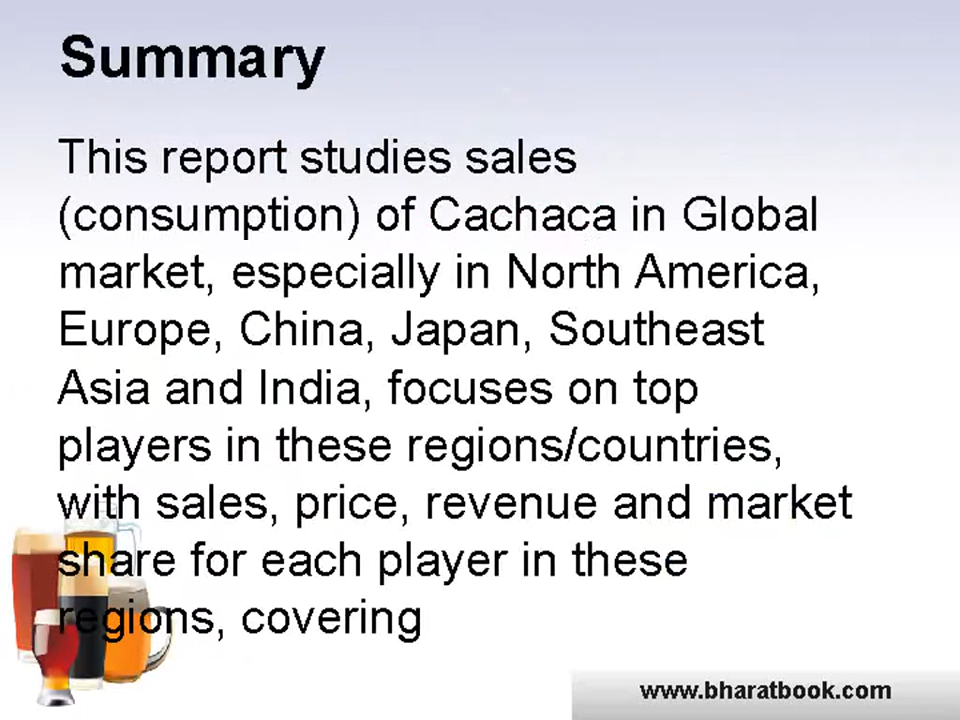 Summary
This report studies sales
(consumption) of Cachaca in Global
market, especially in North America,
Europe, China, Japan, Southeast
Asia and India, focuses on top
players in these regions/countries,
with sales, price, revenue and market
share for each player in these
regions, covering
www.bharatbook.com